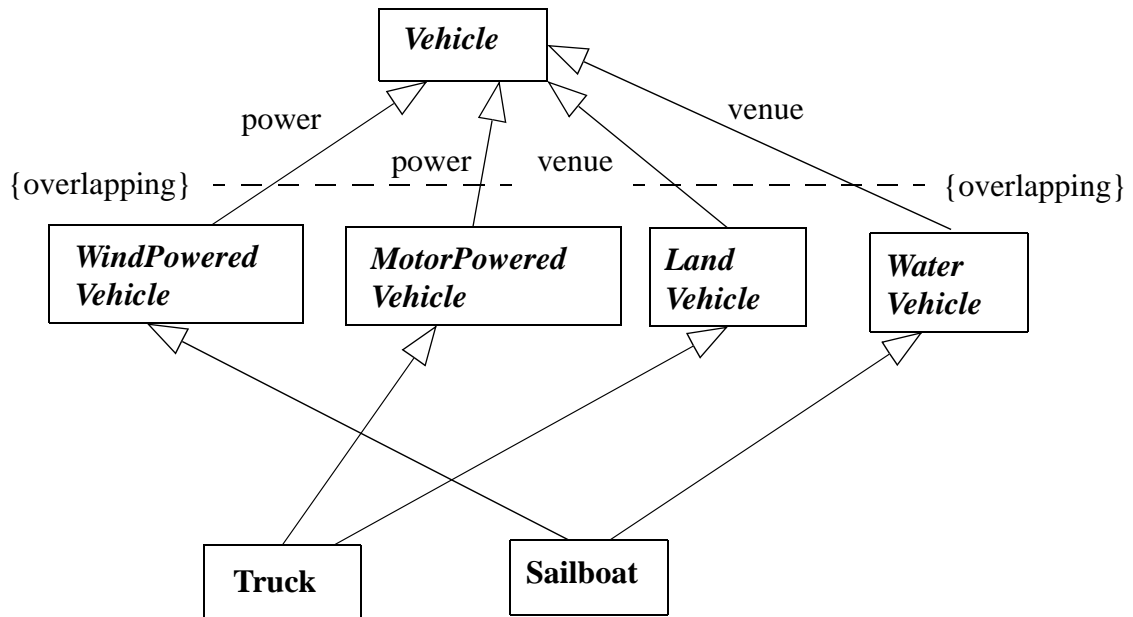 Vehicle
power
venue
power
venue
{overlapping}
{overlapping}
WindPowered
Vehicle
MotorPowered
Vehicle
Land
Vehicle
Water
Vehicle
Truck
Sailboat